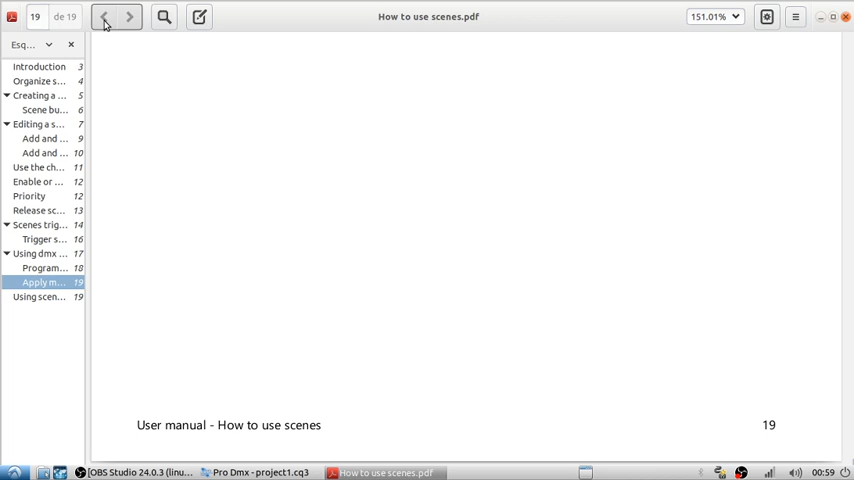 19 de 19
How to use scenes.pdf
151.01%
Esq...
Introduction 3
Organize s... 4
Creating a ... 5
Scene bu... 6
Editing a s... 7
Add and ... 9
Add and ... 10
Use the ch... 11
Enable or ... 12
Priority 12
Release sc... 13
Scenes trig... 14
Trigger s... 16
Using dmx ... 17
Program... 18
Apply m... 19
Using scen... 19
User manual - How to use scenes 19
[OBS Studio 24.0.3 (linu... Pro Dmx - project1.cq3 How to use scenes.pdf 00:59